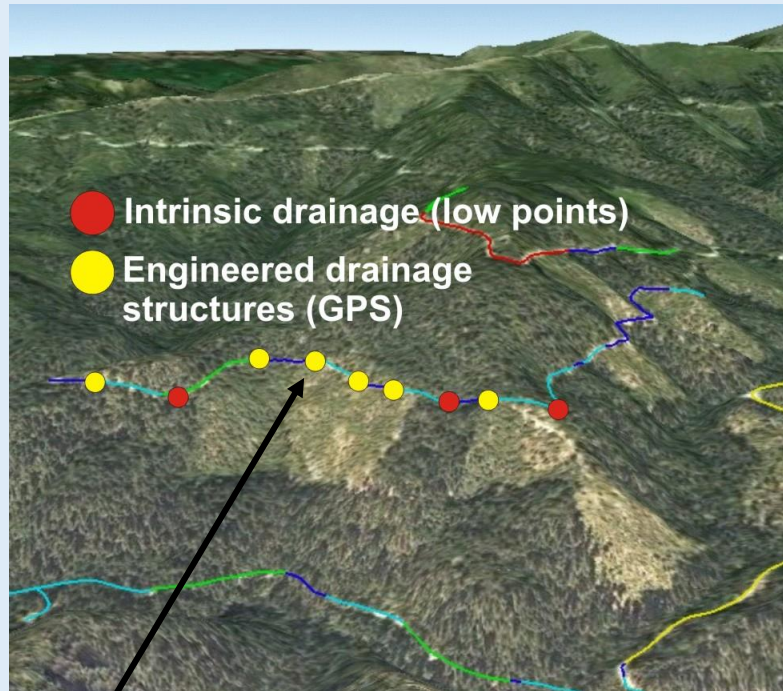 Intrinsic drainage (low points)
Engineered drainage
structures (GPS)